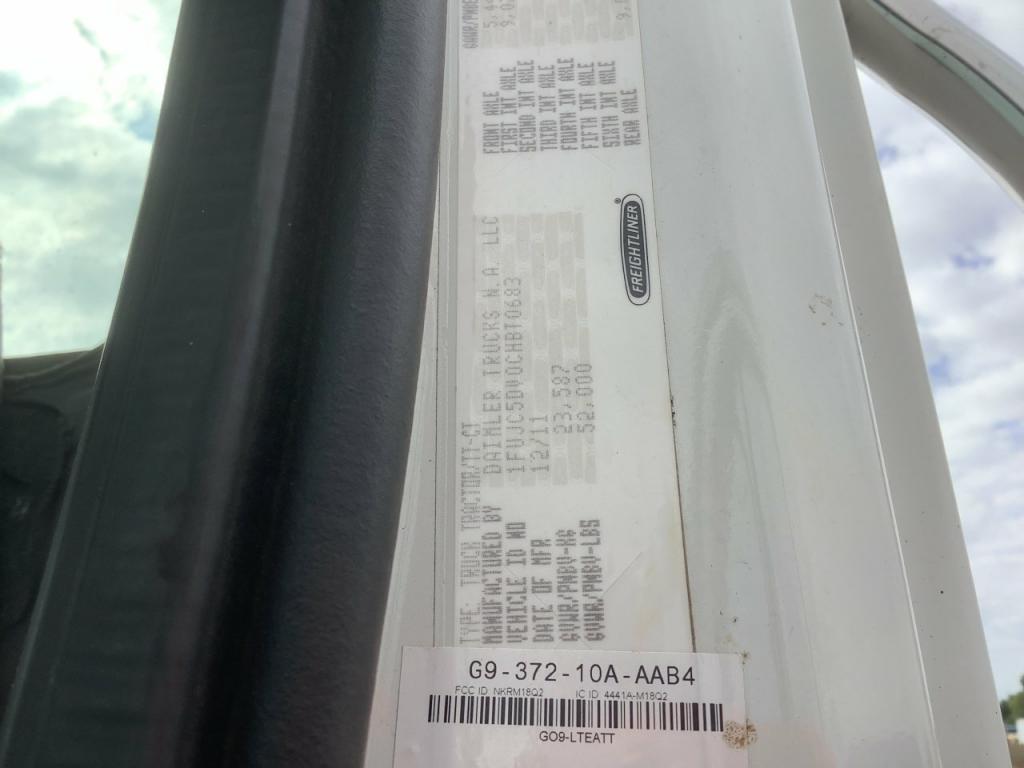 TYPE: TRUCK TRACTOR/TT-CT
MANUFACTURED BY DAIMLER TRUCKS N.A. LLC
VEHICLE ID NO 1FUJC5DV0CHBT0683
DATE OF MFR 12/11
GVWR/PNBV-KG 23,587
GVWR/PNBV-LBS 52,000
FRONT AXLE
FIRST INT AXLE
SECOND INT AXLE
THIRD INT AXLE
FOURTH INT AXLE
FIFTH INT AXLE
SIXTH INT AXLE
REAR AXLE
FREIGHTLINER®
G9-372-10A-AAB4
FCC ID NKRM18Q2 IC ID 4441A-M18Q2
GO9-LTEATT